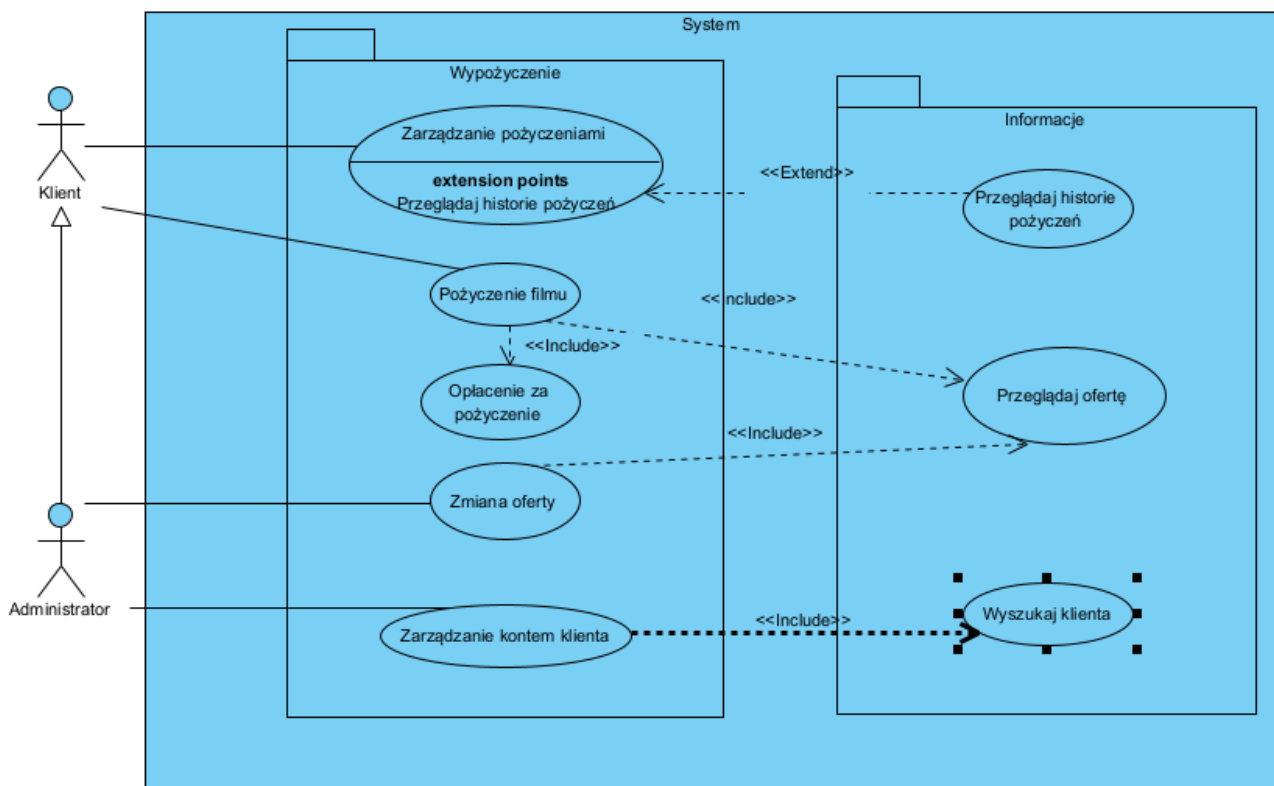 System
Wypożyczenie
Informacje
Zarządzanie pożyczeniami
extension points
Przeglądaj historie pożyczeń
<<Extend>>
Przeglądaj historie
pożyczeń
Klient
Pożyczenie filmu
<<Include>>
<<Include>>
Opłacenie za
pożyczenie
Przeglądaj ofertę
<<Include>>
Zmiana oferty
Administrator
Zarządzanie kontem klienta
<<Include>>
Wyszukaj klienta